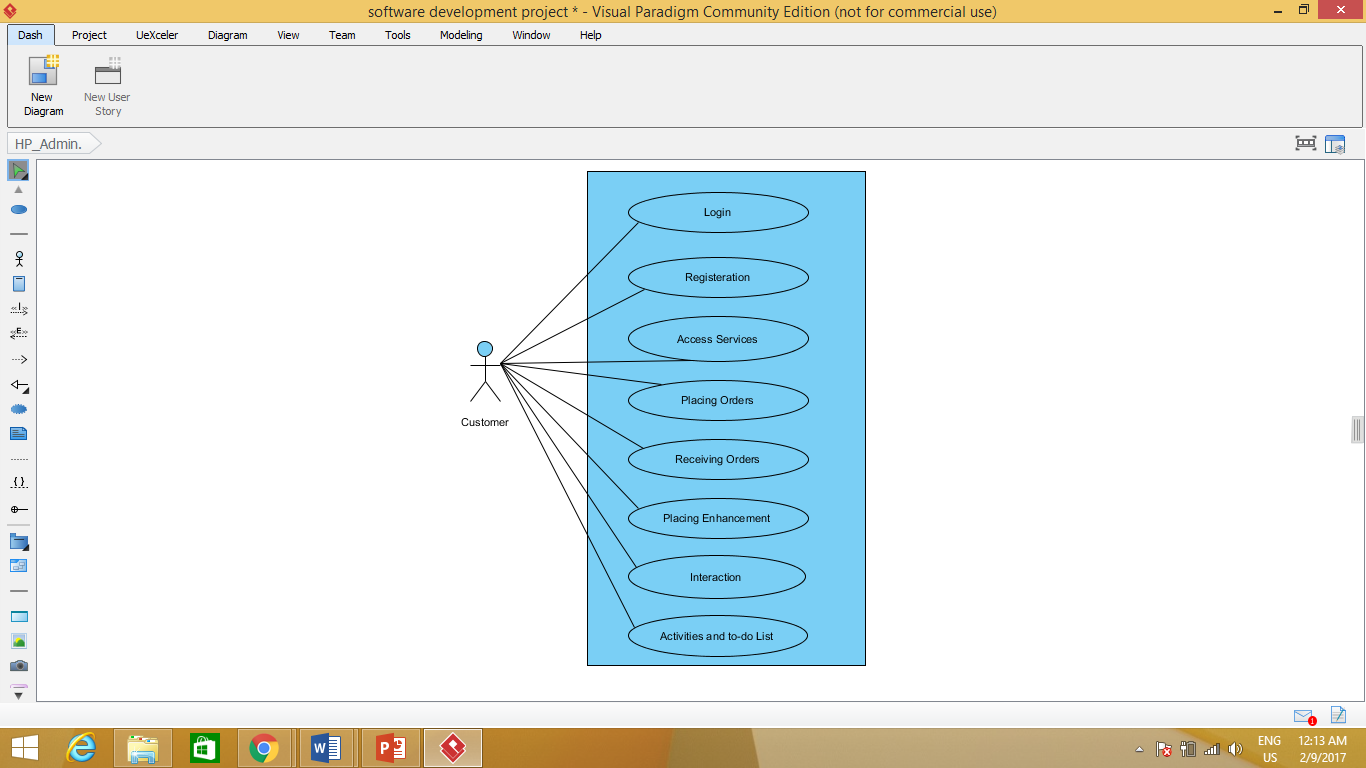 software development project * - Visual Paradigm Community Edition (not for commercial use)
Dash Project UeXceler Diagram View Team Tools Modeling Window Help
New Diagram
New User Story
HP_Admin.
Login
Registeration
Access Services
Placing Orders
Customer
Receiving Orders
Placing Enhancement
Interaction
Activities and to-do List
ENG 12:13 AM
US 2/9/2017